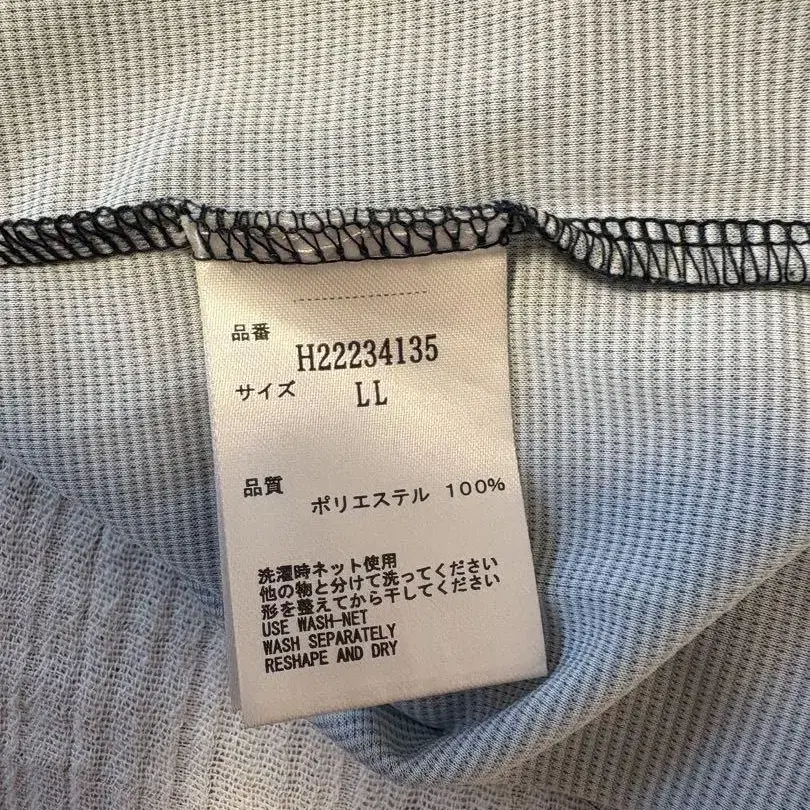 品番
H22234135
サイズ LL
品質
ポリエステル 100%
洗濯時ネット使用
他の物と分けて洗ってください
形を整えてから干してください
USE WASH-NET
WASH SEPARATELY
RESHAPE AND DRY